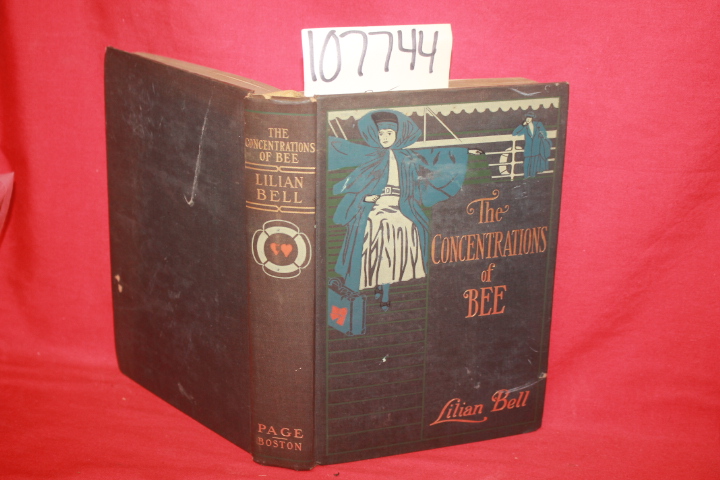 107744
THE
CONCENTRATIONS
OF BEE
LILIAN
BELL
PAGE
BOSTON
The
CONCENTRATIONS
of
BEE
Lilian Bell